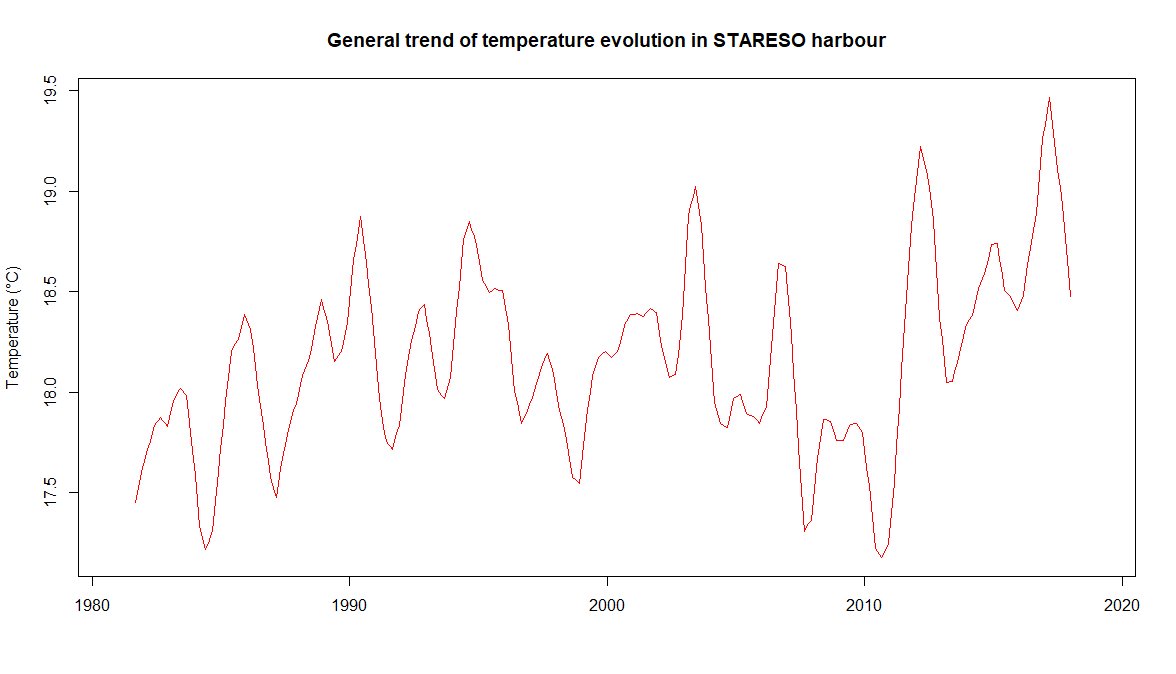 General trend of temperature evolution in STARESO harbour
Temperature (°C)
19.5
19.0
18.5
18.0
17.5
1980 1990 2000 2010 2020